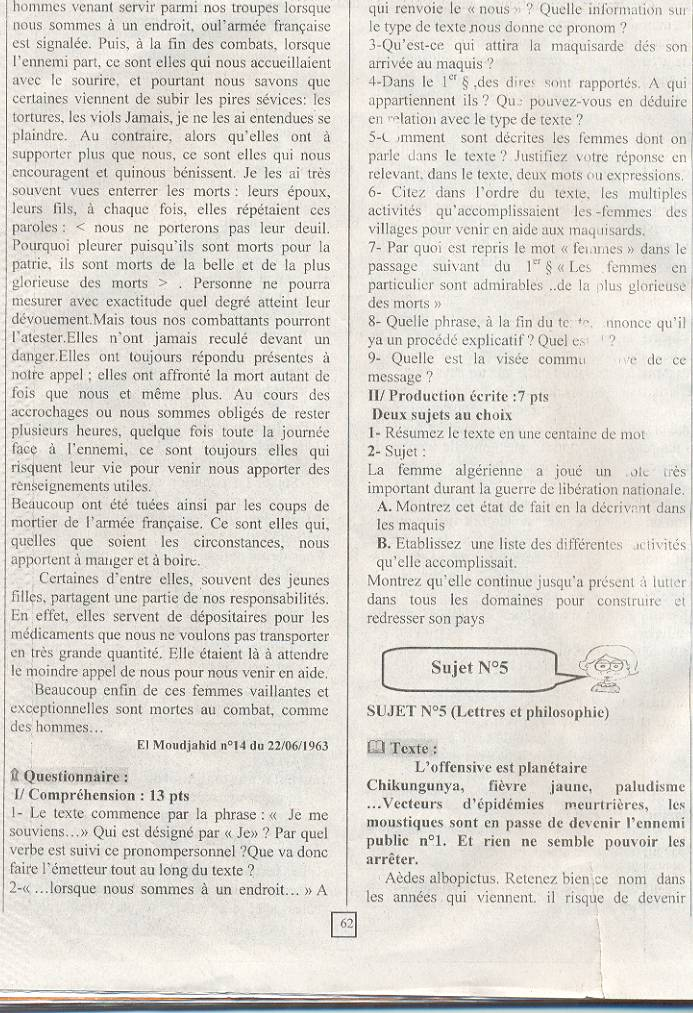 hommes venant servir parmi nos troupes lorsque
nous sommes à un endroit, oul'armée française
est signalée. Puis, à la fin des combats, lorsque
l'ennemi part, ce sont elles qui nous accueillaient
avec le sourire, et pourtant nous savons que
certaines viennent de subir les pires sévices: les
tortures, les viols Jamais, je ne les ai entendues se
plaindre. Au contraire, alors qu'elles ont à
supporter plus que nous, ce sont elles qui nous
encouragent et quinous bénissent. Je les ai très
souvent vues enterrer les morts : leurs époux,
leurs fils, à chaque fois, elles répétaient ces
paroles : < nous ne porterons pas leur deuil.
Pourquoi pleurer puisqu'ils sont morts pour la
patrie, ils sont morts de la belle et de la plus
glorieuse des morts > . Personne ne pourra
mesurer avec exactitude quel degré atteint leur
dévouement.Mais tous nos combattants pourront
l'atester.Elles n'ont jamais reculé devant un
danger.Elles ont toujours répondu présentes à
notre appel ; elles ont affronté la mort autant de
fois que nous et même plus. Au cours des
accrochages ou nous sommes obligés de rester
plusieurs heures, quelque fois toute la journée
face à l'ennemi, ce sont toujours elles qui
risquent leur vie pour venir nous apporter des
renseignements utiles.
Beaucoup ont été tuées ainsi par les coups de
mortier de l'armée française. Ce sont elles qui,
quelles que soient les circonstances, nous
apportent à manger et à boire.
Certaines d'entre elles, souvent des jeunes
filles, partagent une partie de nos responsabilités.
En effet, elles servent de dépositaires pour les
médicaments que nous ne voulons pas transporter
en très grande quantité. Elle étaient là à attendre
le moindre appel de nous pour nous venir en aide.
Beaucoup enfin de ces femmes vaillantes et
exceptionnelles sont mortes au combat, comme
des hommes...
El Moudjahid n°14 du 22/06/1963
Questionnaire :
I/ Compréhension : 13 pts
1- Le texte commence par la phrase : « Je me
souviens...» Qui est désigné par « Je» ? Par quel
verbe est suivi ce pronompersonnel ?Que va donc
faire l'émetteur tout au long du texte ?
2-« ...lorsque nous sommes à un endroit... » A
qui renvoie le « nous » ? Quelle information sur
le type de texte nous donne ce pronom ?
3-Qu'est-ce qui attira la maquisarde dés son
arrivée au maquis ?
4-Dans le 1er § ,des dires sont rapportés. A qui
appartiennent ils ? Que pouvez-vous en déduire
en relation avec le type de texte ?
5-Comment sont décrites les femmes dont on
parle dans le texte ? Justifiez votre réponse en
relevant, dans le texte, deux mots ou expressions.
6- Citez dans l'ordre du texte, les multiples
activités qu'accomplissaient les femmes des
villages pour venir en aide aux maquisards.
7- Par quoi est repris le mot « femmes » dans le
passage suivant du 1er § « Les femmes en
particulier sont admirables ..de la plus glorieuse
des morts »
8- Quelle phrase, à la fin du annonce qu'il
ya un procédé explicatif ? Quel ?
9- Quelle est la visée de ce
message ?
II/ Production écrite :7 pts
Deux sujets au choix
1- Résumez le texte en une centaine de mot
2- Sujet :
La femme algérienne a joué un rôle très
important durant la guerre de libération nationale.
A. Montrez cet état de fait en la décrivant dans
les maquis
B. Etablissez une liste des différentes activités
qu'elle accomplissait.
Montrez qu'elle continue jusqu'a présent à lutter
dans tous les domaines pour construire et
redresser son pays
Sujet N°5
SUJET N°5 (Lettres et philosophie)
Texte :
L'offensive est planétaire
Chikungunya, fièvre jaune, paludisme
...Vecteurs d'épidémies meurtrières, les
moustiques sont en passe de devenir l'ennemi
public n°1. Et rien ne semble pouvoir les
arrêter.
Aèdes albopictus. Retenez bien ce nom dans
les années qui viennent. il risque de devenir
62